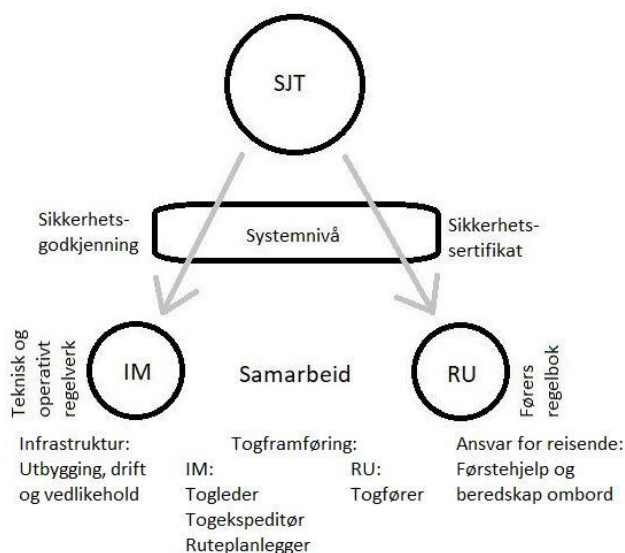 SJT
Sikkerhets-
godkjenning
Systemnivå
Sikkerhets-
sertifikat
Teknisk og
operativt
regelverk
IM
Samarbeid
RU
Førers
regelbok
Infrastruktur:
Utbygging, drift
og vedlikehold
Togframføring:
IM:
Togleder
Togekspeditør
Ruteplanlegger
RU:
Togfører
Ansvar for reisende:
Førstehjelp og
beredskap ombord